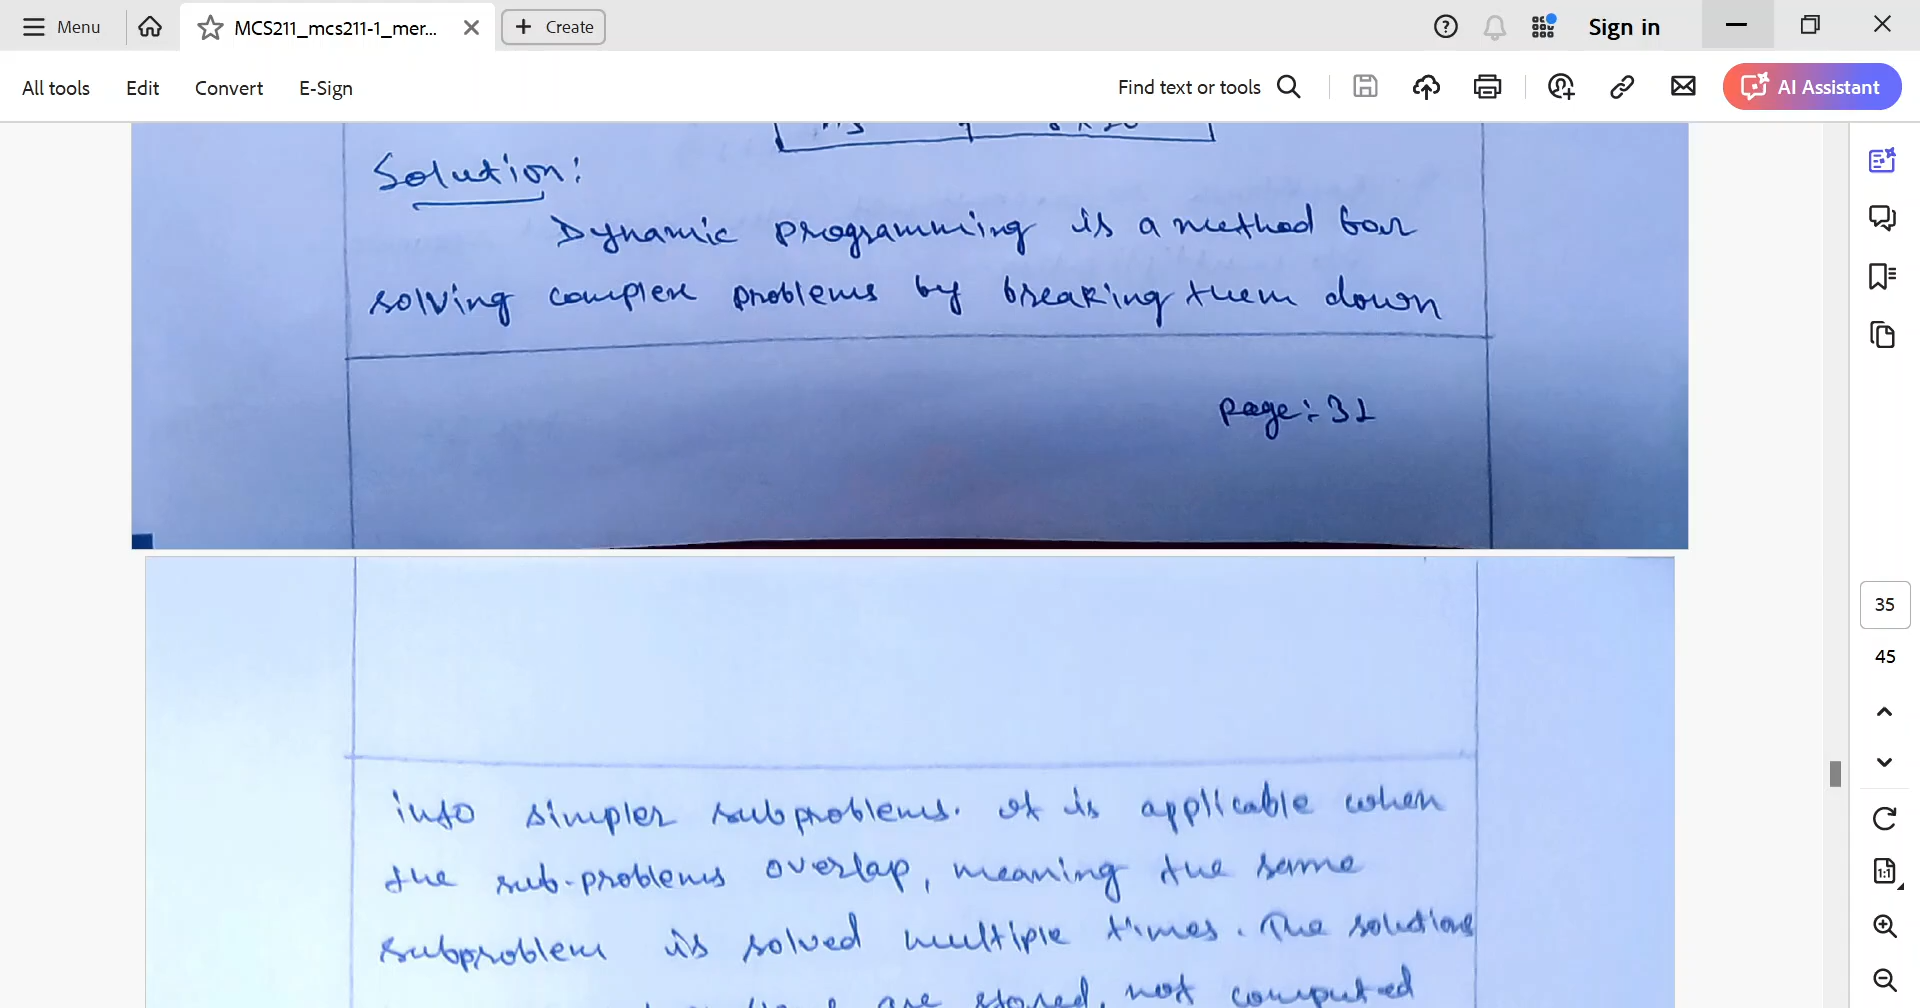 Menu
MCS211_mcs211-1_mer...
Create
Sign in
All tools
Edit
Convert
E-Sign
Find text or tools
AI Assistant
Solution:
Dynamic programming is a method for
solving complex problems by breaking them down
Page: 31
35
45
1:1
into simpler subproblems. It is applicable when
the sub-problems overlap, meaning the same
subproblem is solved multiple times. The solutions
are stored, not computed